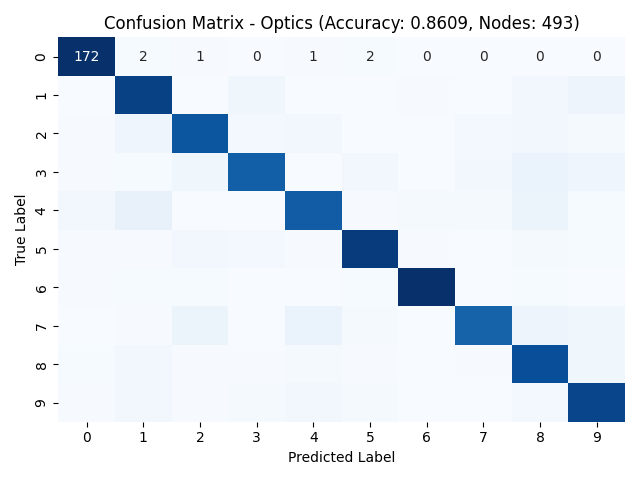 Confusion Matrix - Optics (Accuracy: 0.8609, Nodes: 493)
0 172 2 1 0 1 2 0 0 0 0
1
2
3
4
5
6
7
8
9
True Label
0 1 2 3 4 5 6 7 8 9
Predicted Label